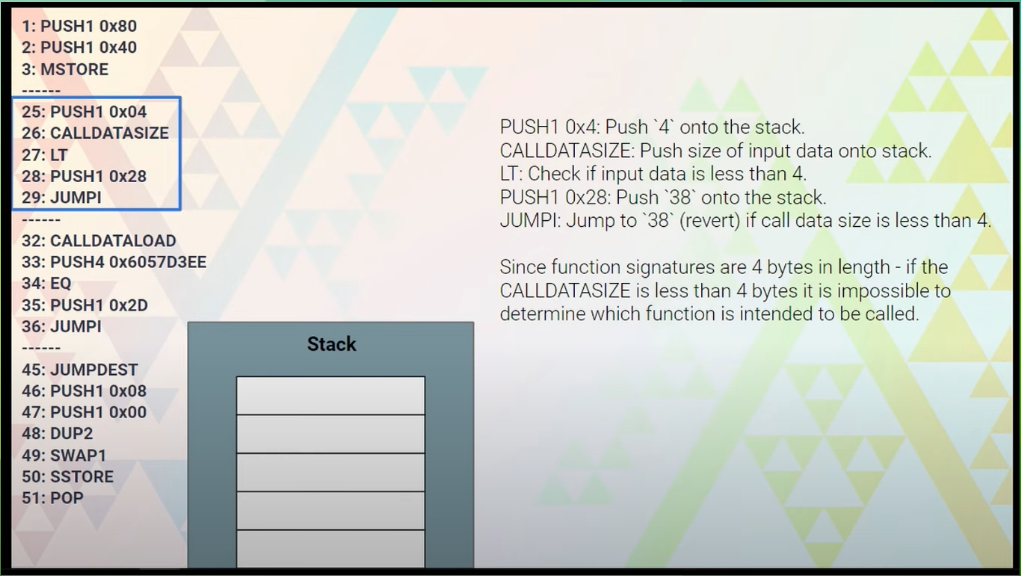 1: PUSH1 0x80
2: PUSH1 0x40
3: MSTORE
------
25: PUSH1 0x04
26: CALLDATASIZE
27: LT
28: PUSH1 0x28
29: JUMPI
------
32: CALLDATALOAD
33: PUSH4 0x6057D3EE
34: EQ
35: PUSH1 0x2D
36: JUMPI
------
45: JUMPDEST
46: PUSH1 0x08
47: PUSH1 0x00
48: DUP2
49: SWAP1
50: SSTORE
51: POP
Stack
PUSH1 0x4: Push `4` onto the stack.
CALLDATASIZE: Push size of input data onto stack.
LT: Check if input data is less than 4.
PUSH1 0x28: Push `38` onto the stack.
JUMPI: Jump to `38` (revert) if call data size is less than 4.
Since function signatures are 4 bytes in length - if the
CALLDATASIZE is less than 4 bytes it is impossible to
determine which function is intended to be called.